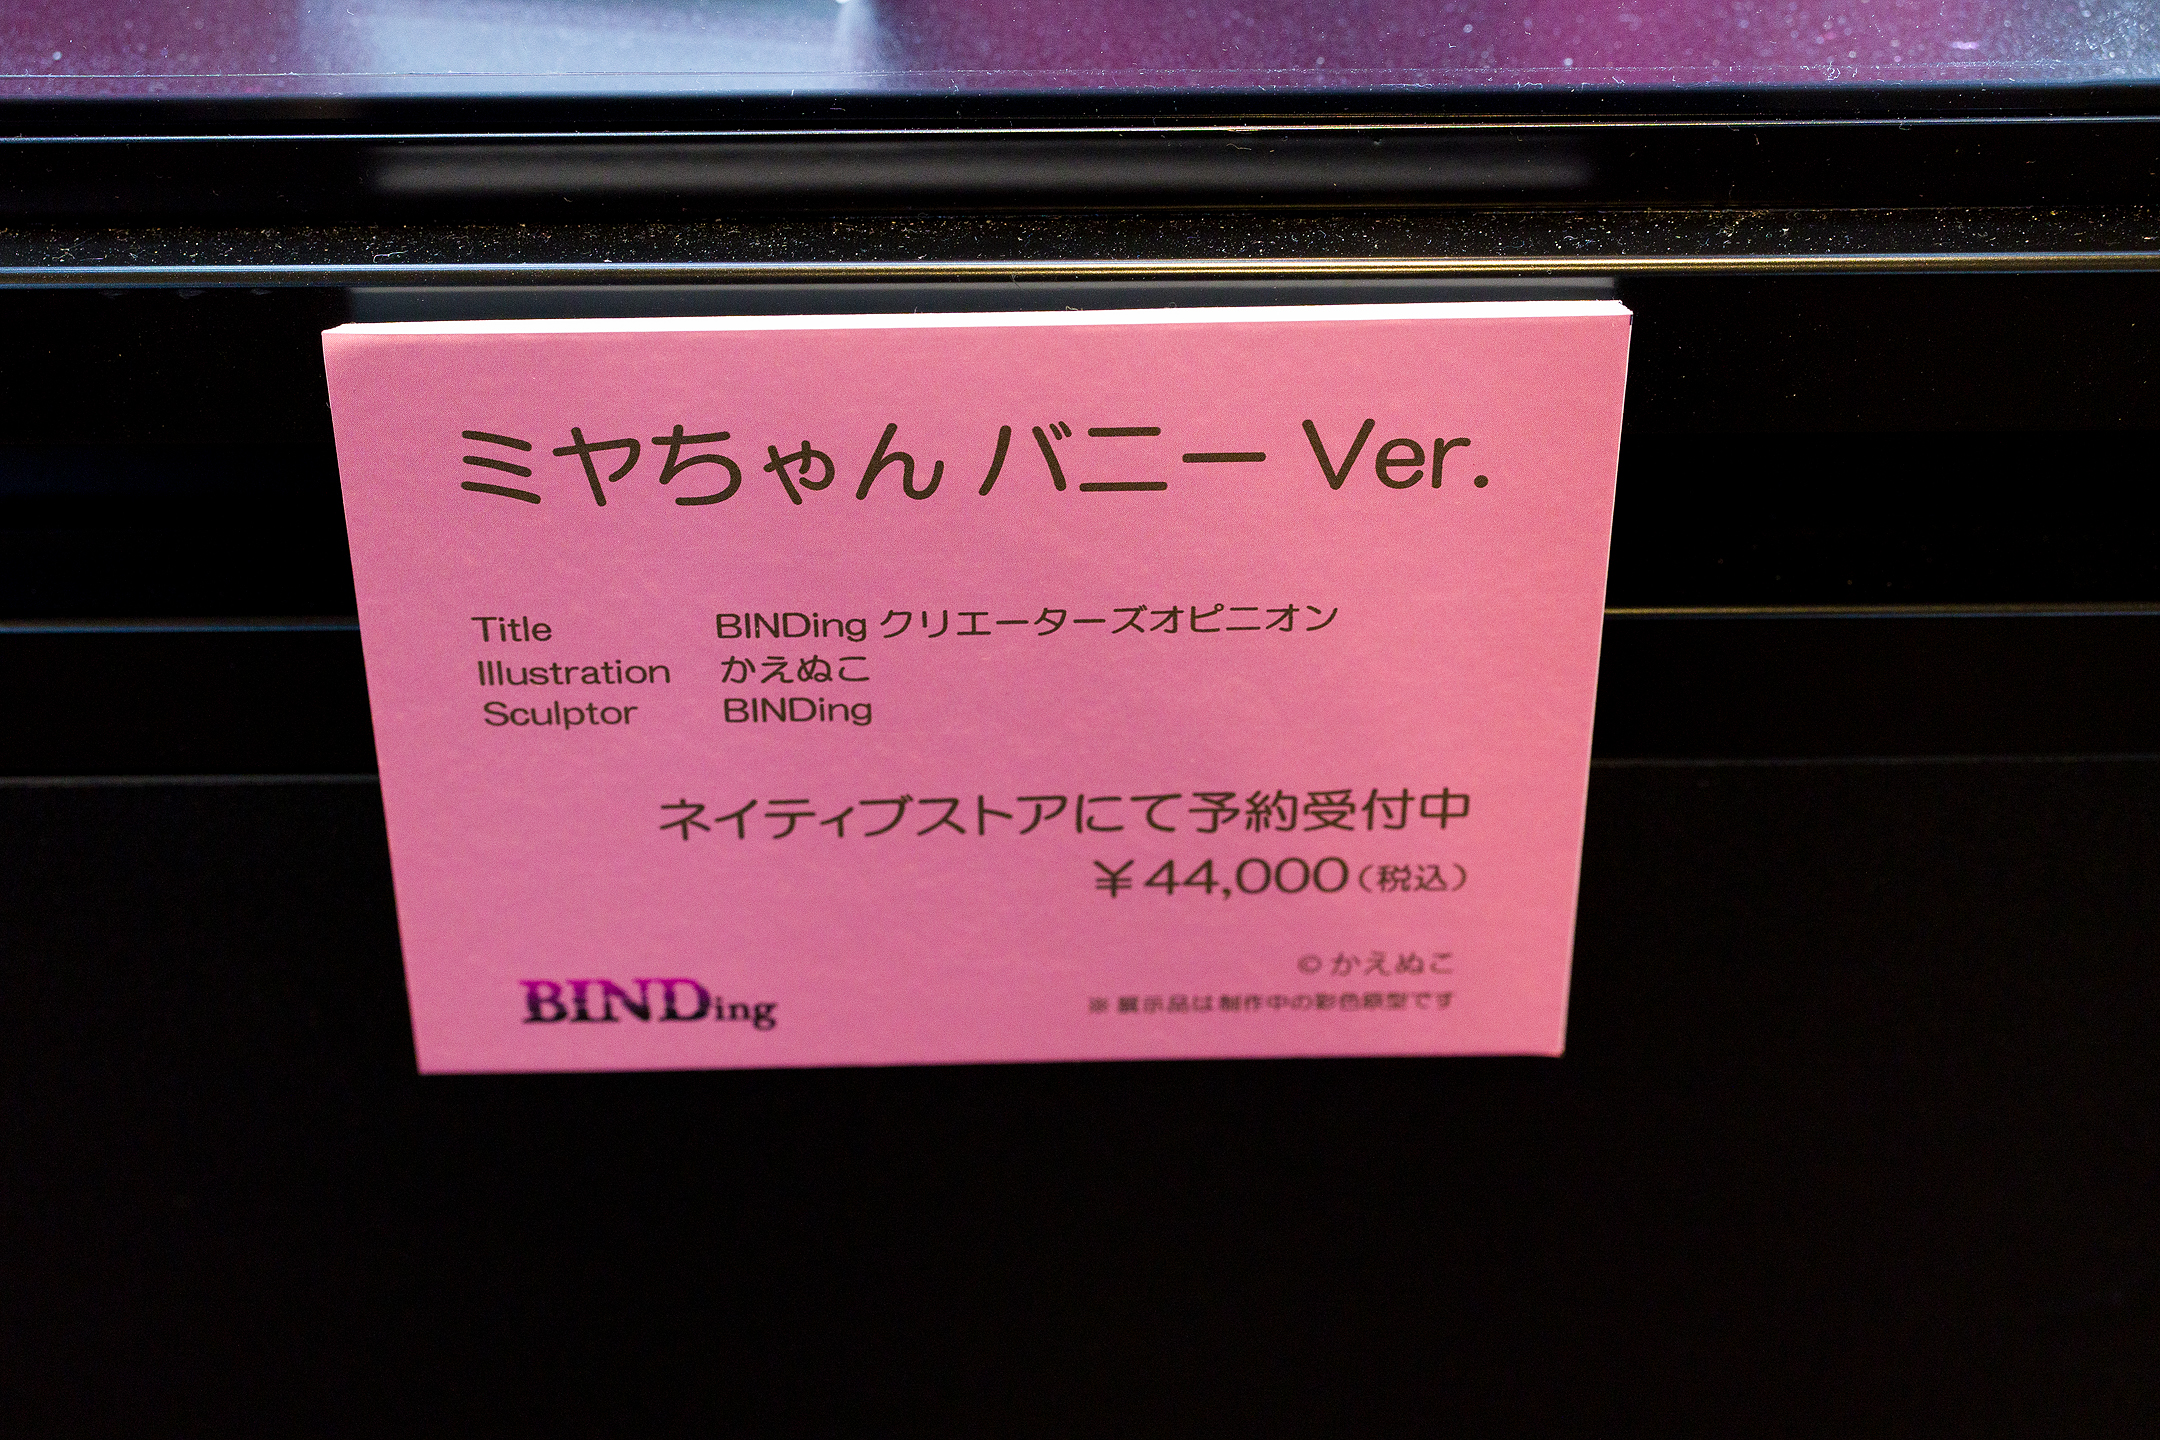 ミヤちゃん バニー Ver.
Title BINDing クリエーターズオピニオン
Illustration かえぬこ
Sculptor BINDing
ネイティブストアにて予約受付中
¥44,000(税込)
© かえぬこ
※ 展示品は制作中の彩色原型です
BINDing